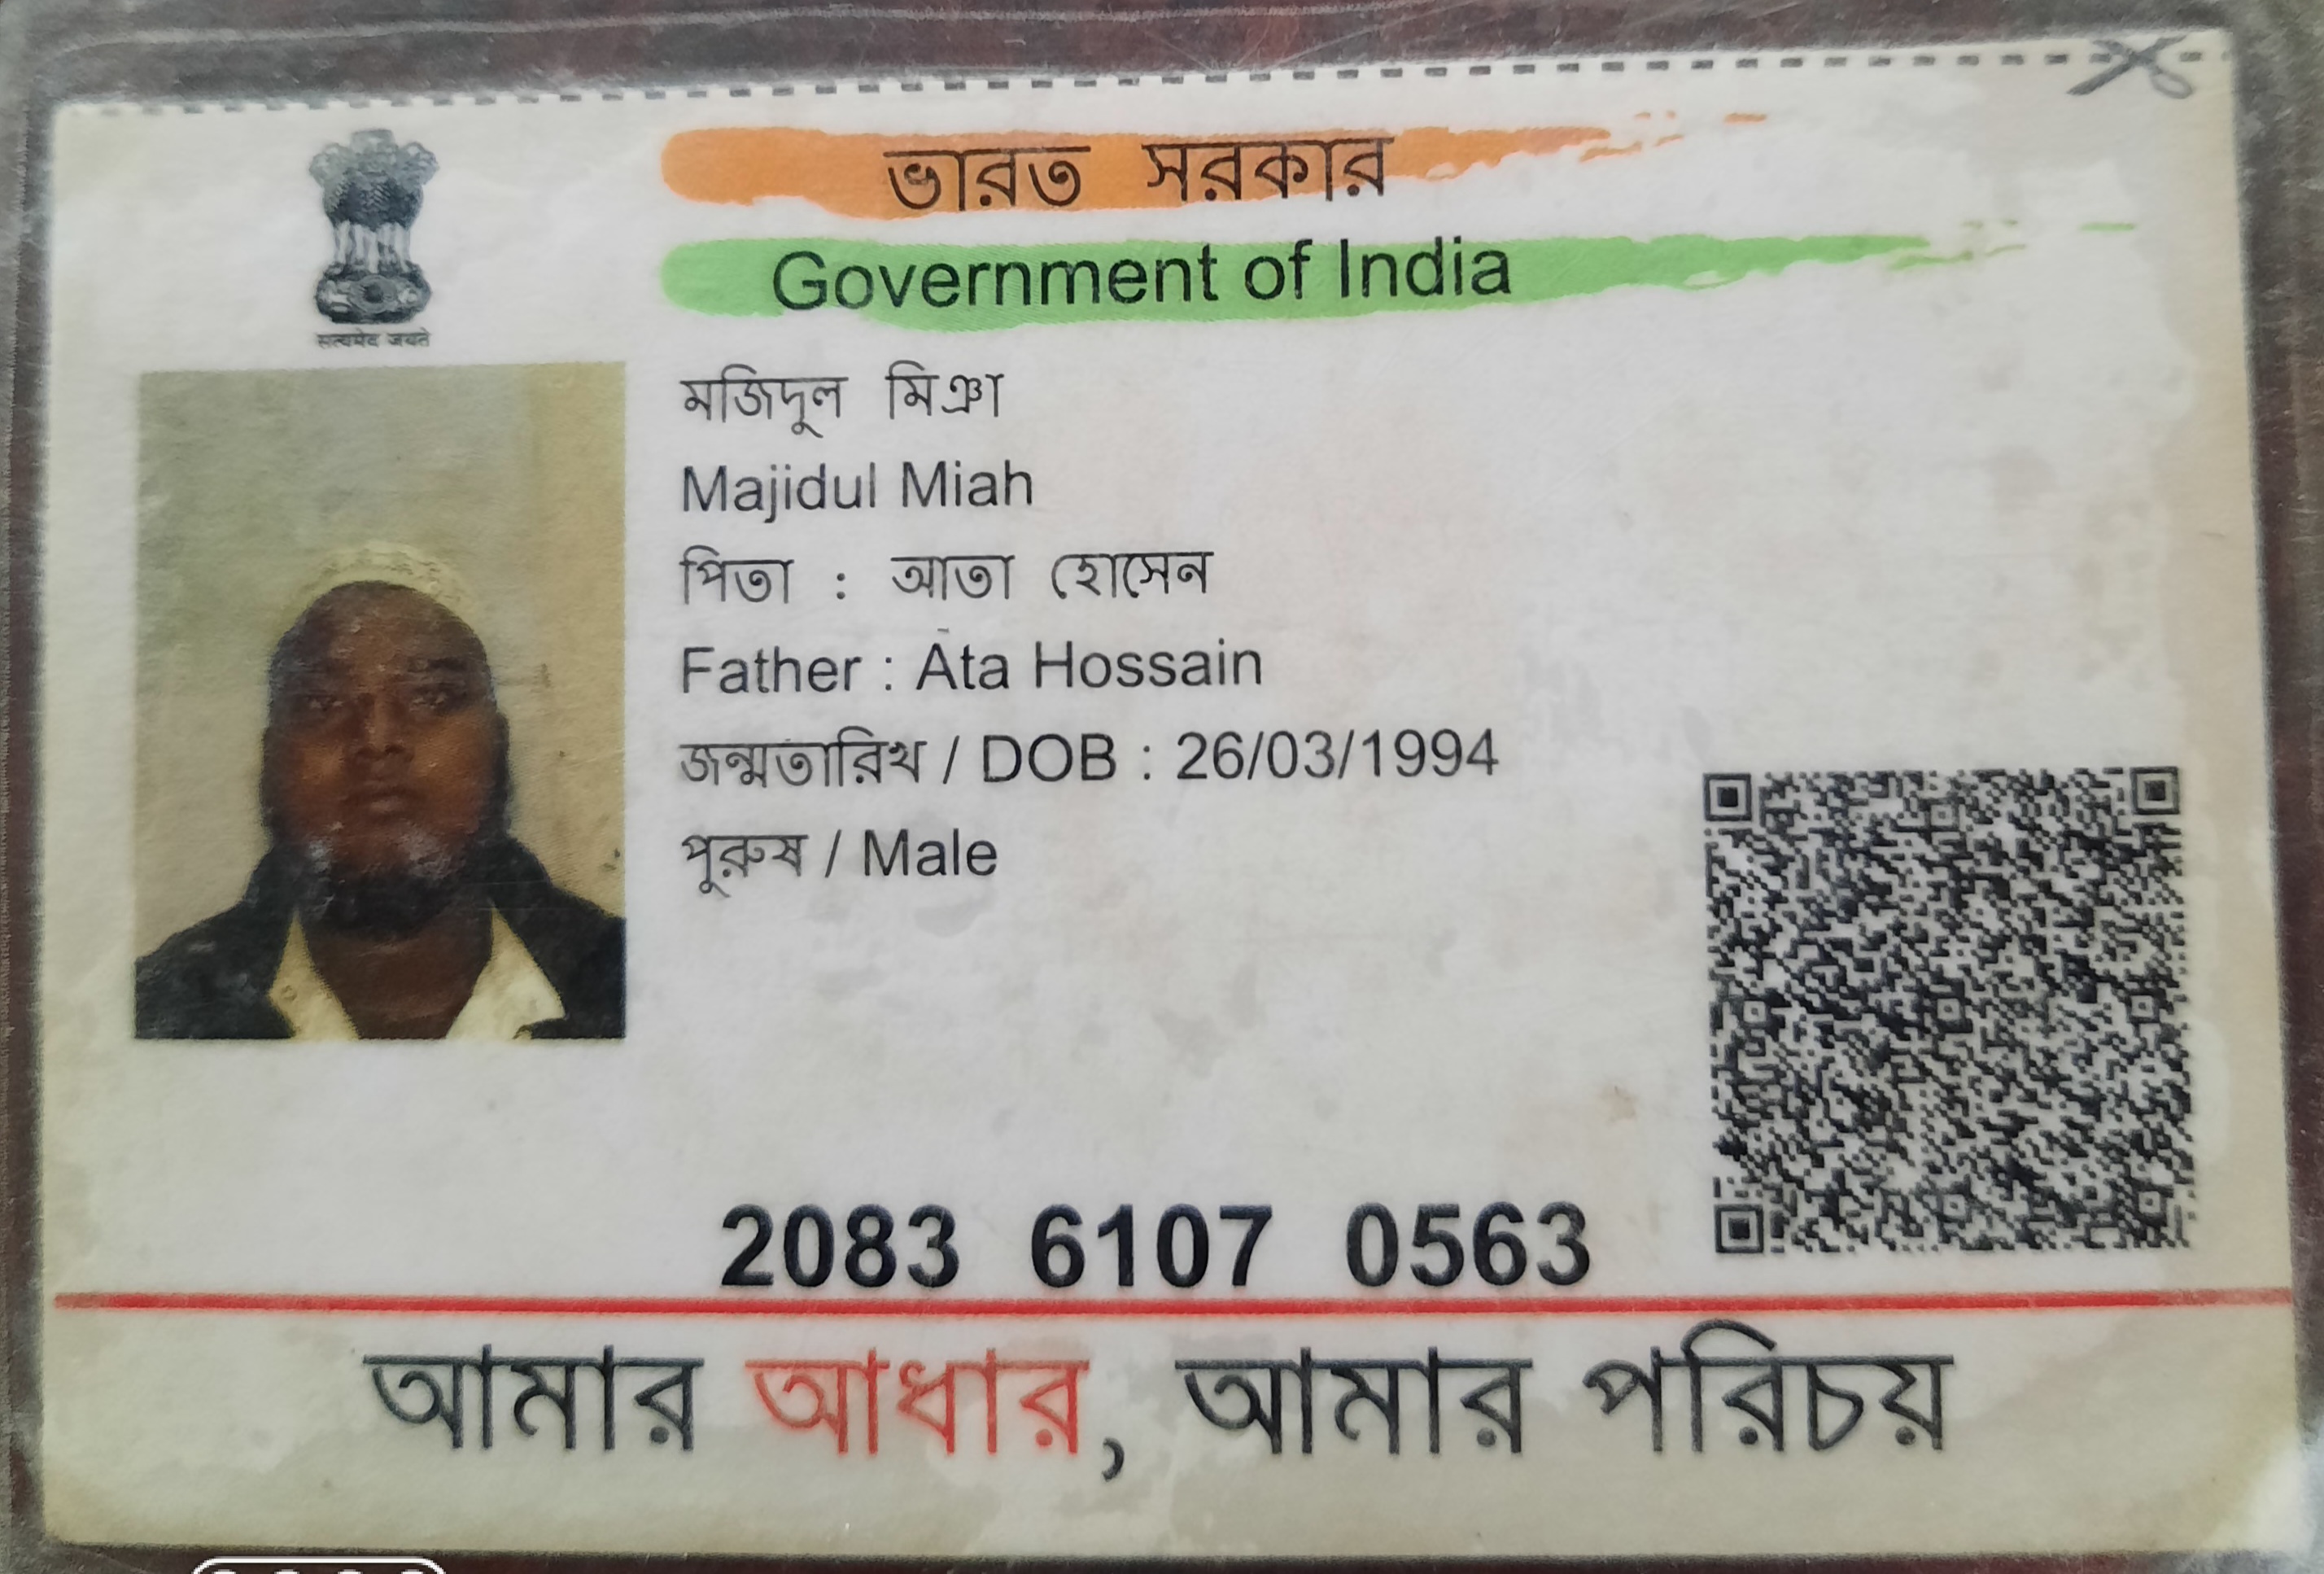 ভারত সরকার
Government of India
सत्यमेव जयते
মজিদুল মিঞা
Majidul Miah
পিতা : আতা হোসেন
Father : Ata Hossain
জন্মতারিখ / DOB : 26/03/1994
পুরুষ / Male
2083 6107 0563
আমার আধার, আমার পরিচয়